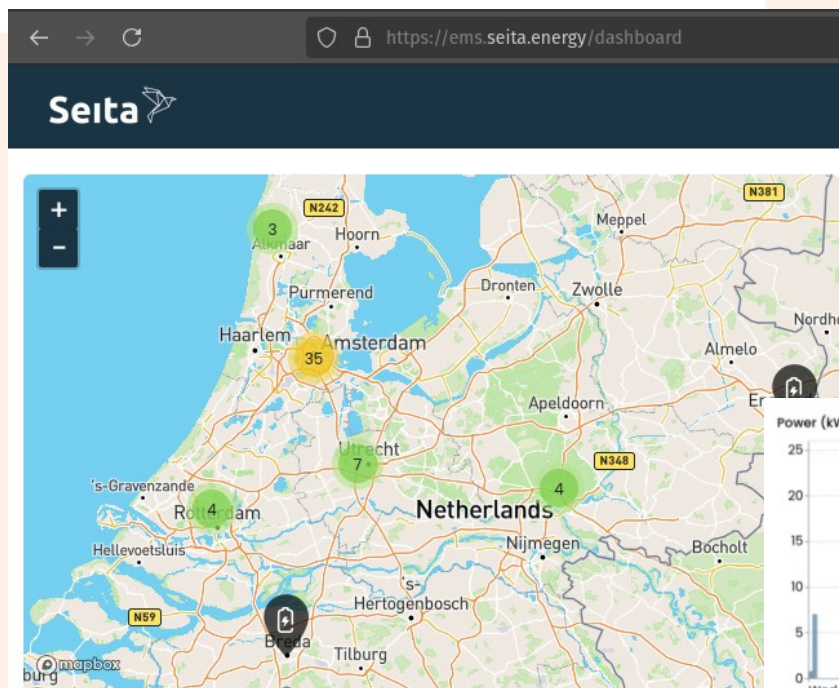 https://ems.seita.energy/dashboard
Seita
+
−
N381
N242
3
Alkmaar
Hoorn
Meppel
Purmerend
Dronten
Zwolle
Nordh
Haarlem
Amsterdam
35
Almelo
Apeldoorn
Power (kW
25
Utrecht
7
N348
4
's-Gravenzande
4
Rotterdam
Netherlands
20
Hellevoetsluis
Nijmegen
Bocholt
15
's-
Hertogenbosch
10
N59
Breda
Tilburg
5
mapbox
burg
0